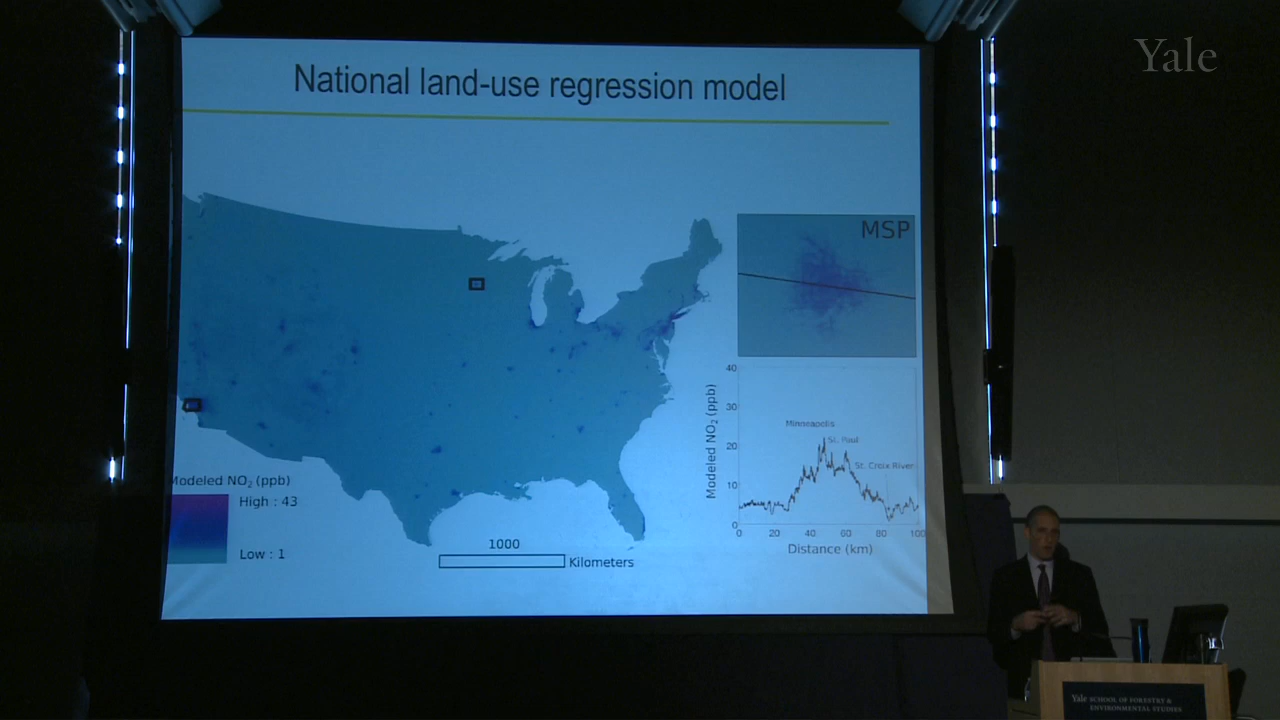 Yale
National land-use regression model
MSP
Modeled NO2 (ppb)
High : 43
Low : 1
1000
Kilometers
Modeled NO2 (ppb)
40
30
20
10
0
Minneapolis
St. Paul
St. Croix River
0 20 40 60 80 100
Distance (km)
Yale SCHOOL OF FORESTRY &
ENVIRONMENTAL STUDIES